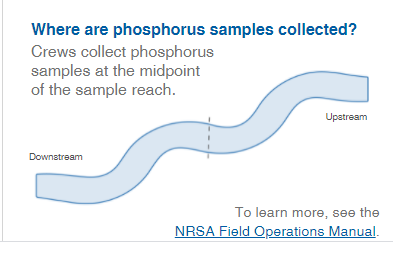 Where are phosphorus samples collected?
Crews collect phosphorus
samples at the midpoint
of the sample reach.
Upstream
Downstream
To learn more, see the
NRSA Field Operations Manual.